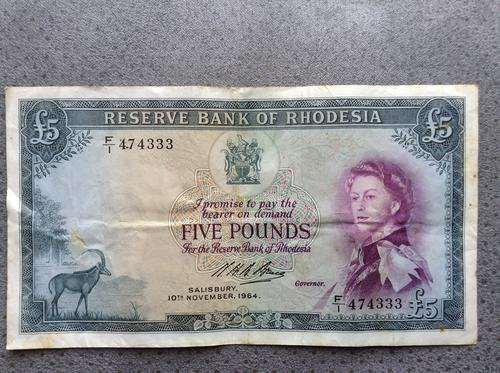 £5 £5
RESERVE BANK OF RHODESIA
F/1 474333
I promise to pay the
bearer on demand
FIVE POUNDS
For the Reserve Bank of Rhodesia
Governor.
SALISBURY,
10TH NOVEMBER, 1964.
F/1 474333 £5